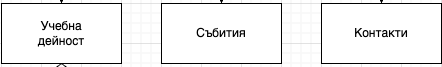 Учебна
дейност
Събития
Контакти